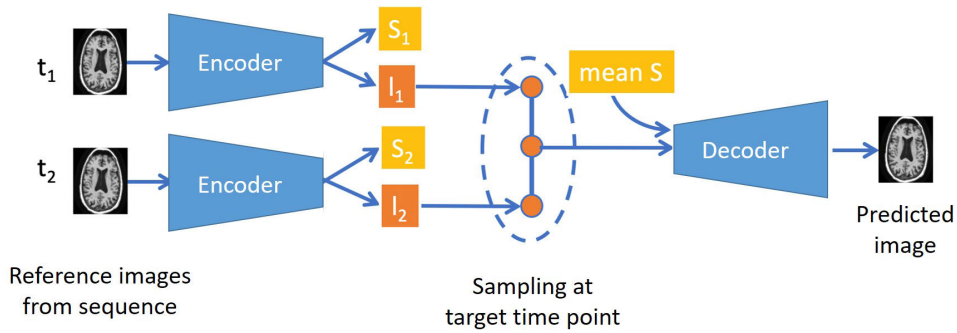 t1
Encoder
S1
I1
mean S
t2
Encoder
S2
I2
Decoder
Predicted
image
Reference images
from sequence
Sampling at
target time point